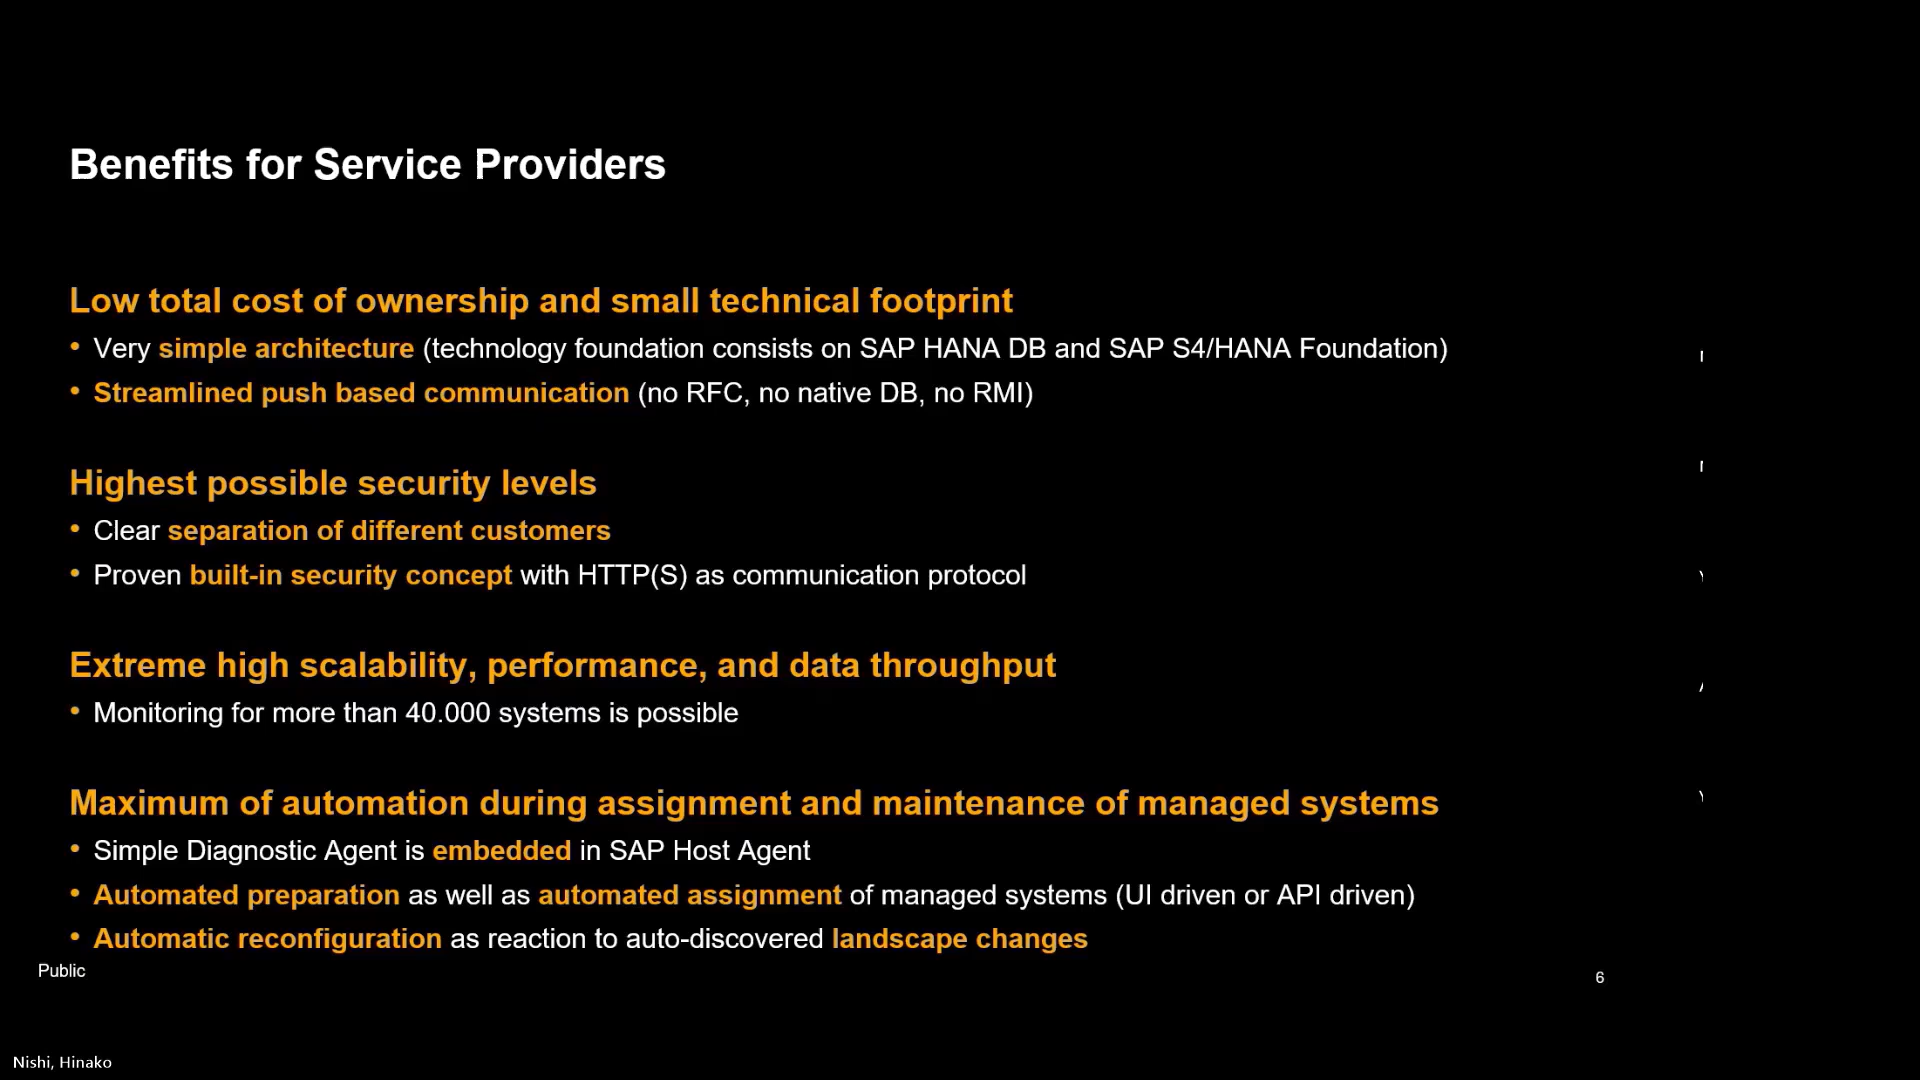 Benefits for Service Providers
Low total cost of ownership and small technical footprint
• Very simple architecture (technology foundation consists on SAP HANA DB and SAP S4/HANA Foundation)
• Streamlined push based communication (no RFC, no native DB, no RMI)
Highest possible security levels
• Clear separation of different customers
• Proven built-in security concept with HTTP(S) as communication protocol
Extreme high scalability, performance, and data throughput
• Monitoring for more than 40.000 systems is possible
Maximum of automation during assignment and maintenance of managed systems
• Simple Diagnostic Agent is embedded in SAP Host Agent
• Automated preparation as well as automated assignment of managed systems (UI driven or API driven)
• Automatic reconfiguration as reaction to auto-discovered landscape changes
Public
6
Nishi, Hinako